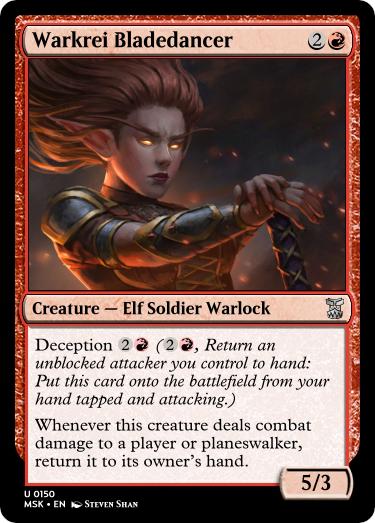 Warkrei Bladedancer 2
Creature — Elf Soldier Warlock
Deception 2 (2, Return an
unblocked attacker you control to hand:
Put this card onto the battlefield from your
hand tapped and attacking.)
Whenever this creature deals combat
damage to a player or planeswalker,
return it to its owner's hand.
5/3
U 0150
MSK • EN Steven Shan